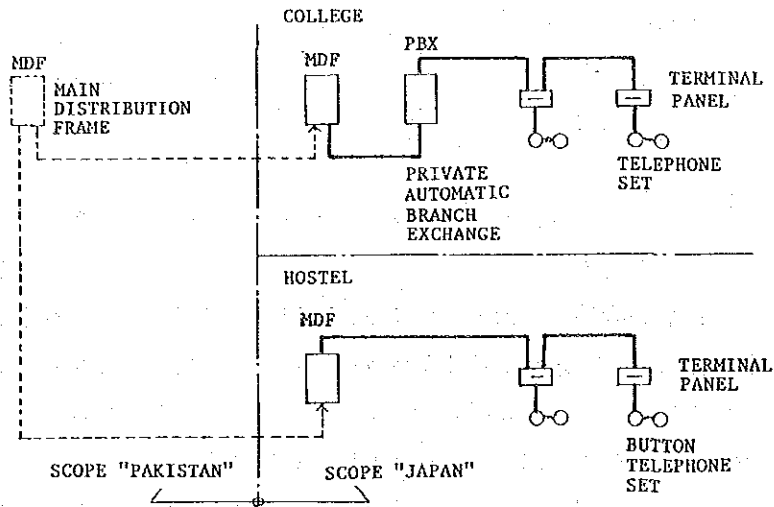 COLLEGE
MDF
MAIN
DISTRIBUTION
FRAME
MDF
PBX
TERMINAL
PANEL
PRIVATE
AUTOMATIC
BRANCH
EXCHANGE
TELEPHONE
SET
HOSTEL
MDF
TERMINAL
PANEL
BUTTON
TELEPHONE
SET
SCOPE "PAKISTAN"
SCOPE "JAPAN"